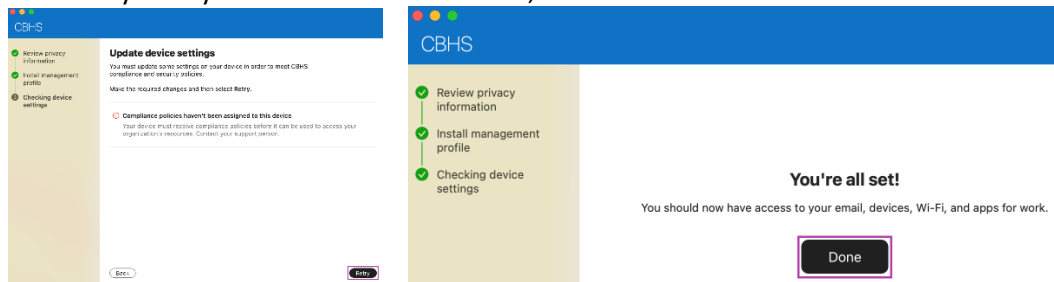 CBHS
Review privacy
information
Install management
profile
Checking device
settings
Update device settings
You must update some settings on your device in order to meet CBHS
compliance and security policies.
Make the required changes and then select Retry.
Compliance policies haven't been assigned to this device
Your device must receive compliance policies before it can be used to access your
organization's resources. Contact your support person.
Back
Retry
CBHS
Review privacy
information
Install management
profile
Checking device
settings
You're all set!
You should now have access to your email, devices, Wi-Fi, and apps for work.
Done